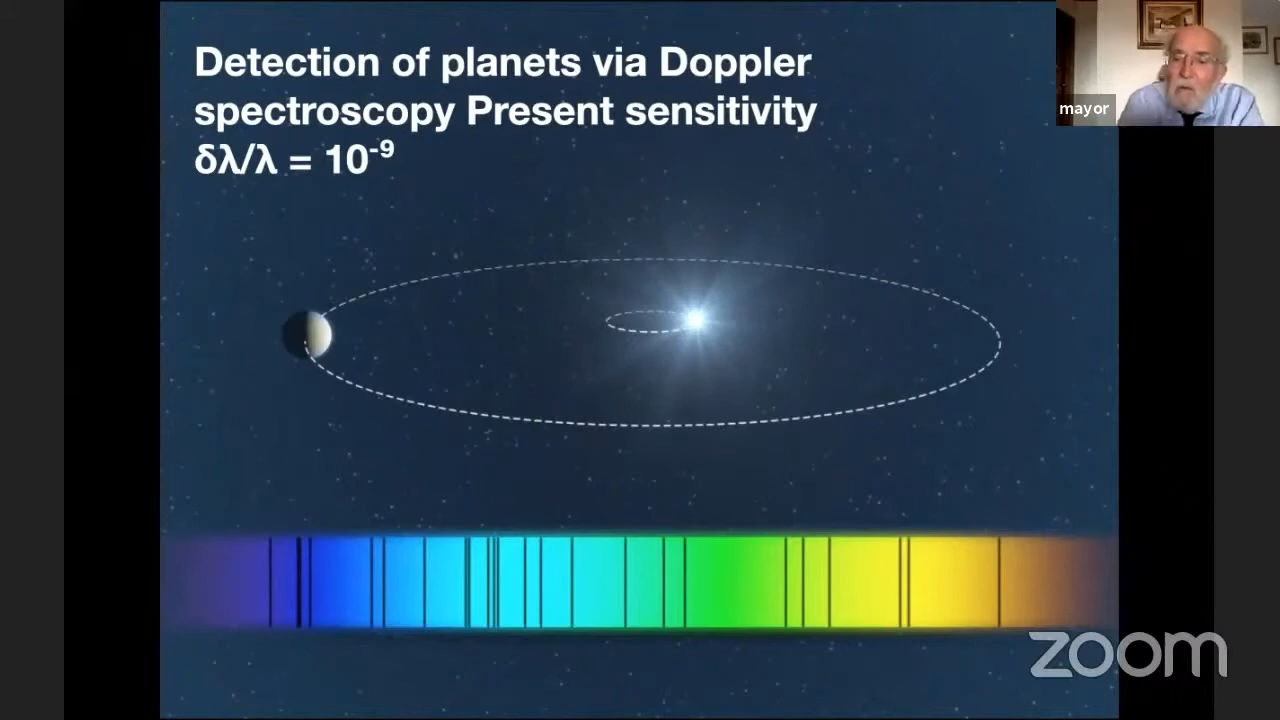 Detection of planets via Doppler
spectroscopy Present sensitivity
δλ/λ = 10⁻⁹
mayor
zoom